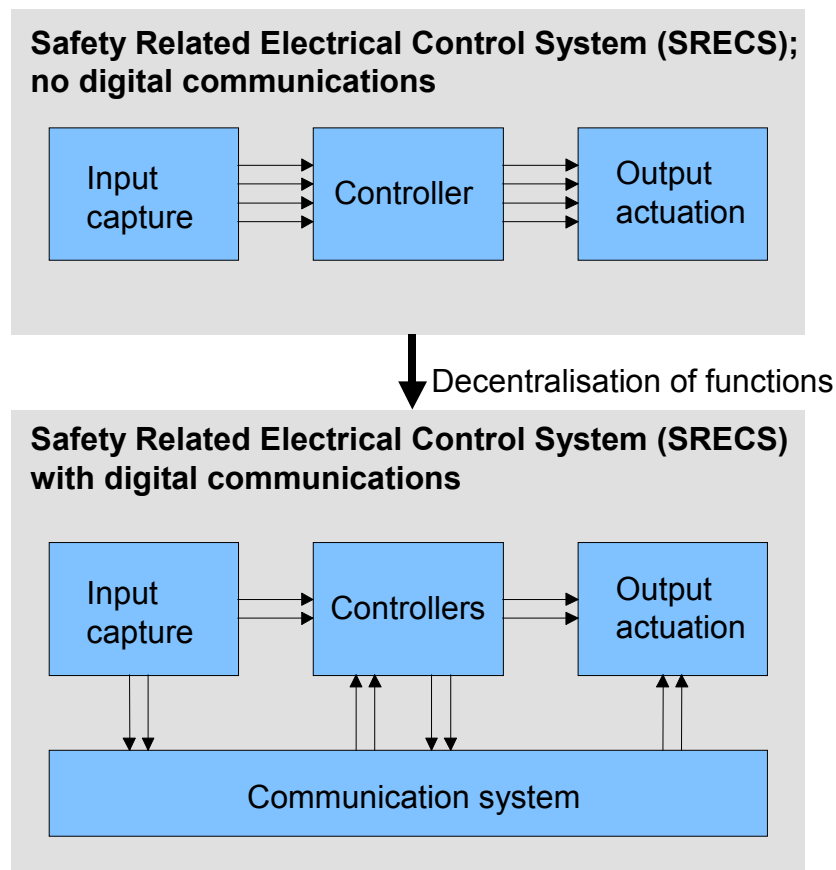 Safety Related Electrical Control System (SRECS);
no digital communications
Input
capture
Controller
Output
actuation
Decentralisation of functions
Safety Related Electrical Control System (SRECS)
with digital communications
Input
capture
Controllers
Output
actuation
Communication system